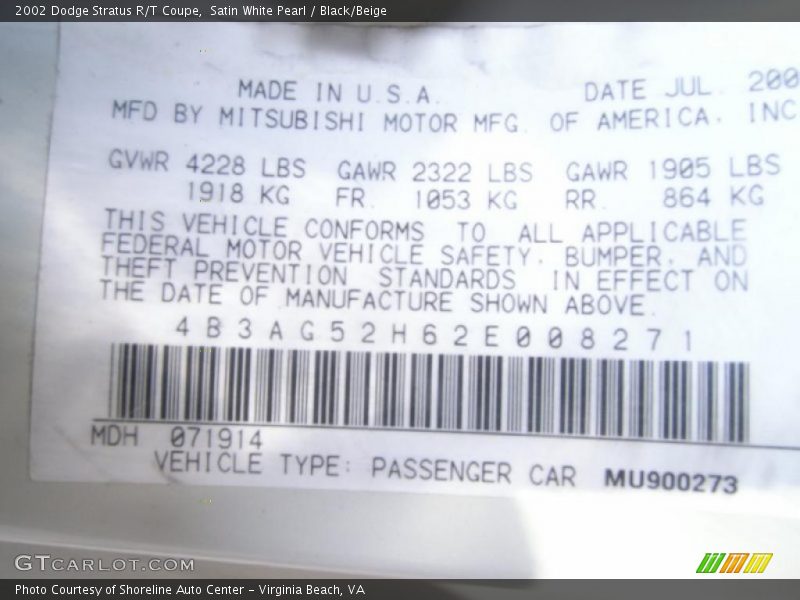 2002 Dodge Stratus R/T Coupe, Satin White Pearl / Black/Beige
MADE IN U.S.A. DATE JUL. 200
MFD BY MITSUBISHI MOTOR MFG. OF AMERICA. INC
GVWR 4228 LBS GAWR 2322 LBS GAWR 1905 LBS
1918 KG FR. 1053 KG RR. 864 KG
THIS VEHICLE CONFORMS TO ALL APPLICABLE
FEDERAL MOTOR VEHICLE SAFETY. BUMPER. AND
THEFT PREVENTION STANDARDS IN EFFECT ON
THE DATE OF MANUFACTURE SHOWN ABOVE.
4B3AG52H62E008271
MDH 071914
VEHICLE TYPE: PASSENGER CAR MU900273
GTCARLOT.COM
Photo Courtesy of Shoreline Auto Center - Virginia Beach, VA